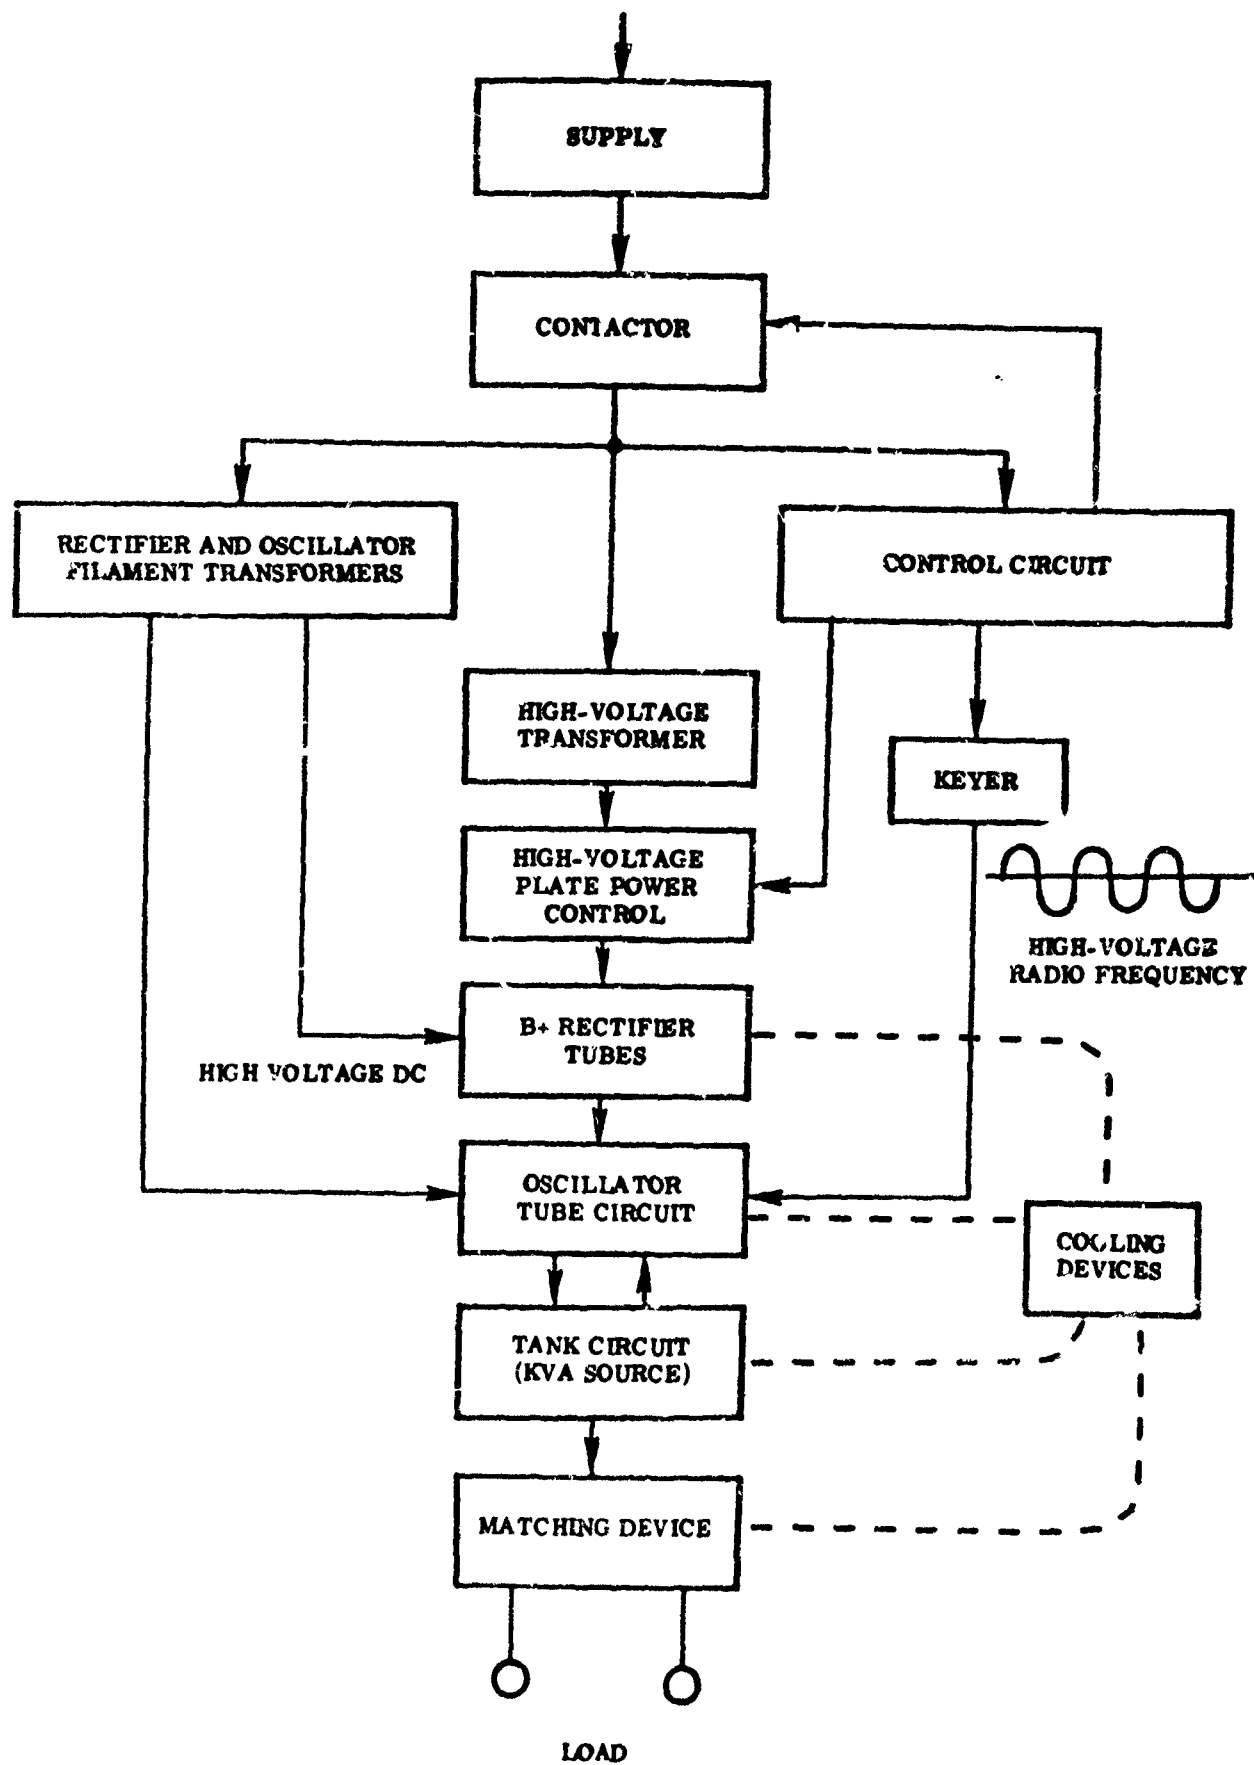 SUPPLY
CONTACTOR
RECTIFIER AND OSCILLATOR
FILAMENT TRANSFORMERS
CONTROL CIRCUIT
HIGH-VOLTAGE
TRANSFORMER
KEYER
HIGH-VOLTAGE
PLATE POWER
CONTROL
HIGH-VOLTAGE
RADIO FREQUENCY
B+ RECTIFIER
TUBES
HIGH VOLTAGE DC
OSCILLATOR
TUBE CIRCUIT
COOLING
DEVICES
TANK CIRCUIT
(KVA SOURCE)
MATCHING DEVICE
LOAD